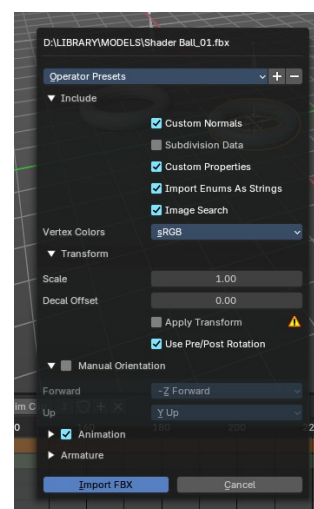 D:\LIBRARY\MODELS\Shader Ball_01.fbx
Operator Presets
Include
Custom Normals
Subdivision Data
Custom Properties
Import Enums As Strings
Image Search
Vertex Colors sRGB
Transform
Scale 1.00
Decal Offset 0.00
Apply Transform
Use Pre/Post Rotation
Manual Orientation
Forward -Z Forward
Up Y Up
Animation
Armature
Import FBX Cancel